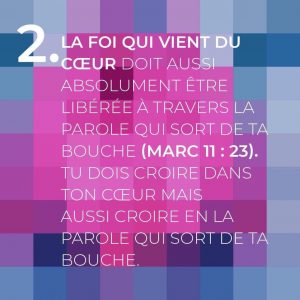 2. LA FOI QUI VIENT DU
CŒUR DOIT AUSSI
ABSOLUMENT ÊTRE
LIBÉRÉE À TRAVERS LA
PAROLE QUI SORT DE TA
BOUCHE (MARC 11 : 23).
TU DOIS CROIRE DANS
TON CŒUR MAIS
AUSSI CROIRE EN LA
PAROLE QUI SORT DE TA
BOUCHE.